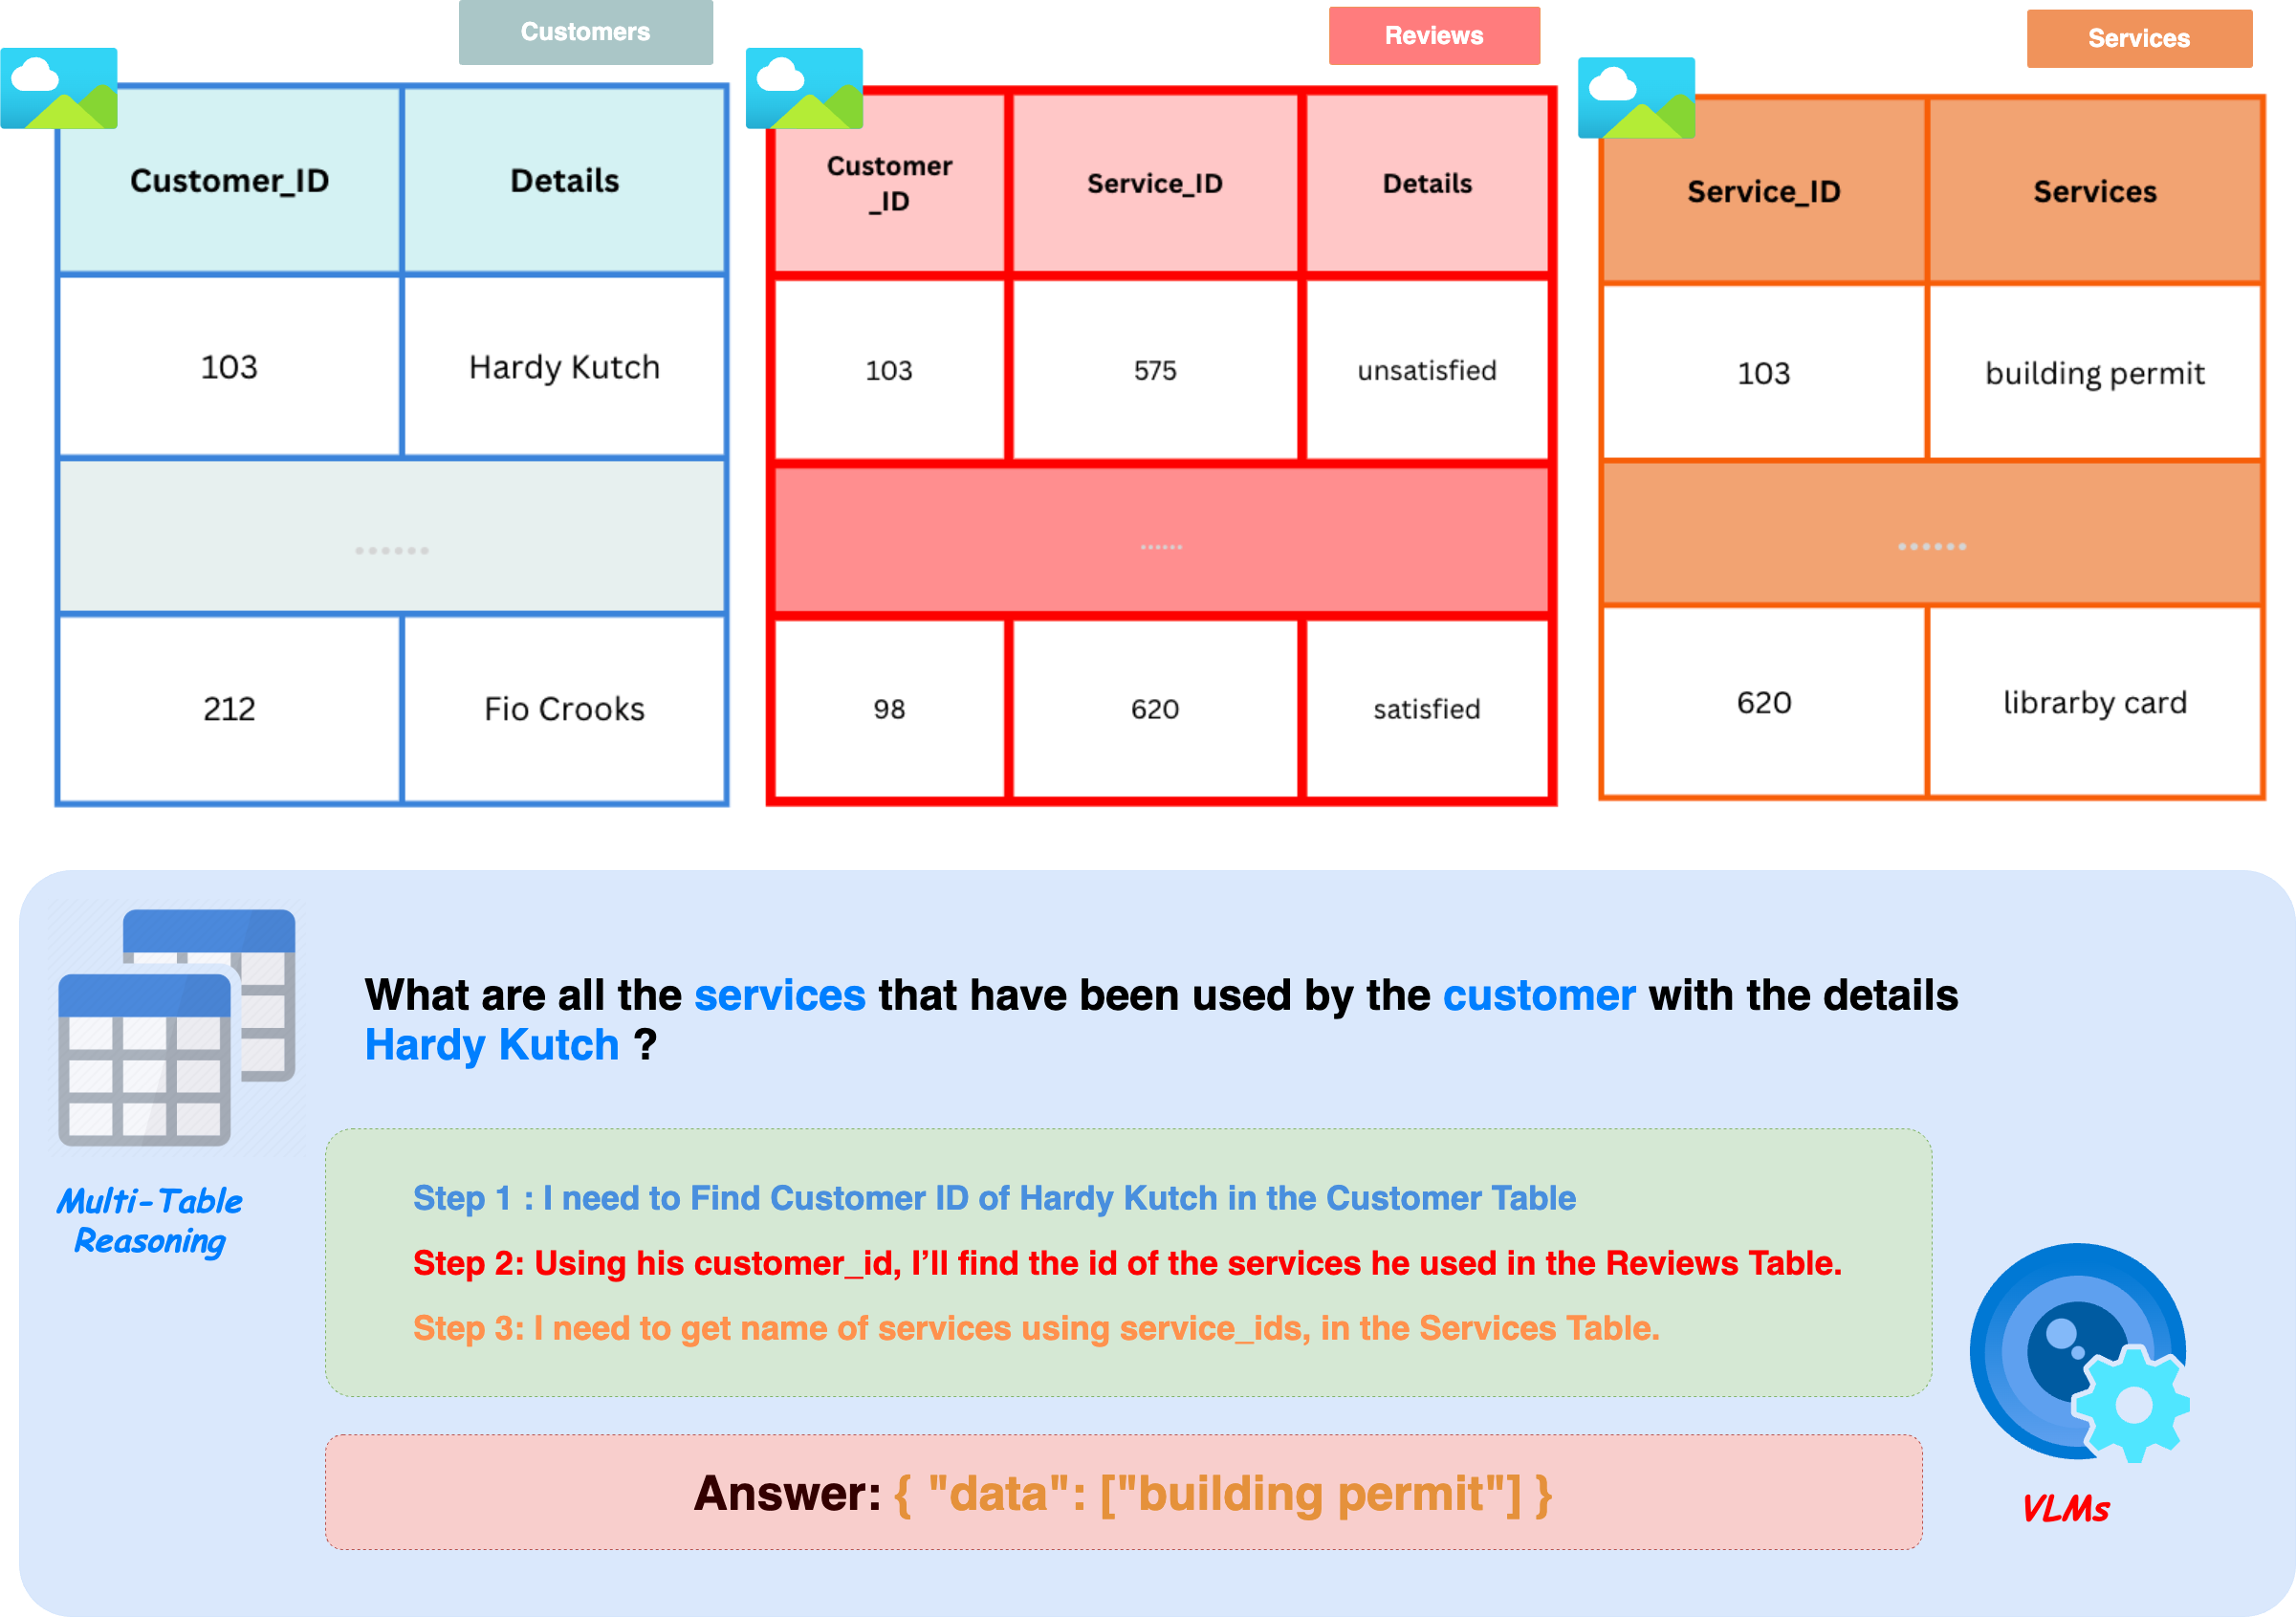 Customers
Customer_ID Details
103 Hardy Kutch
......
212 Fio Crooks
Reviews
Customer
_ID Service_ID Details
103 575 unsatisfied
......
98 620 satisfied
Services
Service_ID Services
103 building permit
......
620 librarby card
Multi-Table
Reasoning
What are all the services that have been used by the customer with the details
Hardy Kutch ?
Step 1 : I need to Find Customer ID of Hardy Kutch in the Customer Table
Step 2: Using his customer_id, I’ll find the id of the services he used in the Reviews Table.
Step 3: I need to get name of services using service_ids, in the Services Table.
Answer: { "data": ["building permit"] }
VLMs